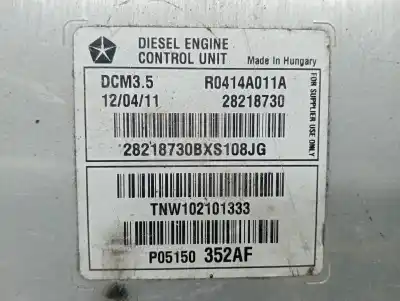 DIESEL ENGINE
CONTROL UNIT Made in Hungary
DCM3.5 R0414A011A
12/04/11 28218730
28218730BXS108JG
FOR SUPPLIER USE ONLY
TNW102101333
P05150 352AF